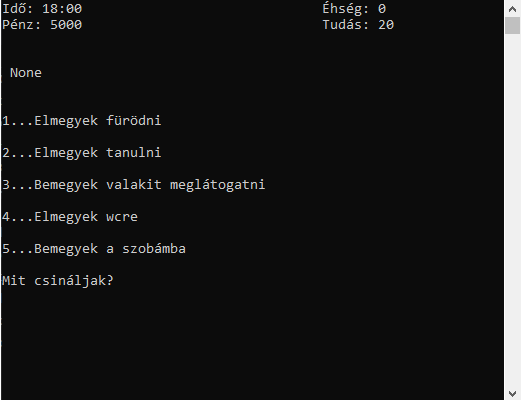 Idő: 18:00 Éhség: 0
Pénz: 5000 Tudás: 20
None
1...Elmegyek fürödni
2...Elmegyek tanulni
3...Bemegyek valakit meglátogatni
4...Elmegyek wcre
5...Bemegyek a szobámba
Mit csináljak?